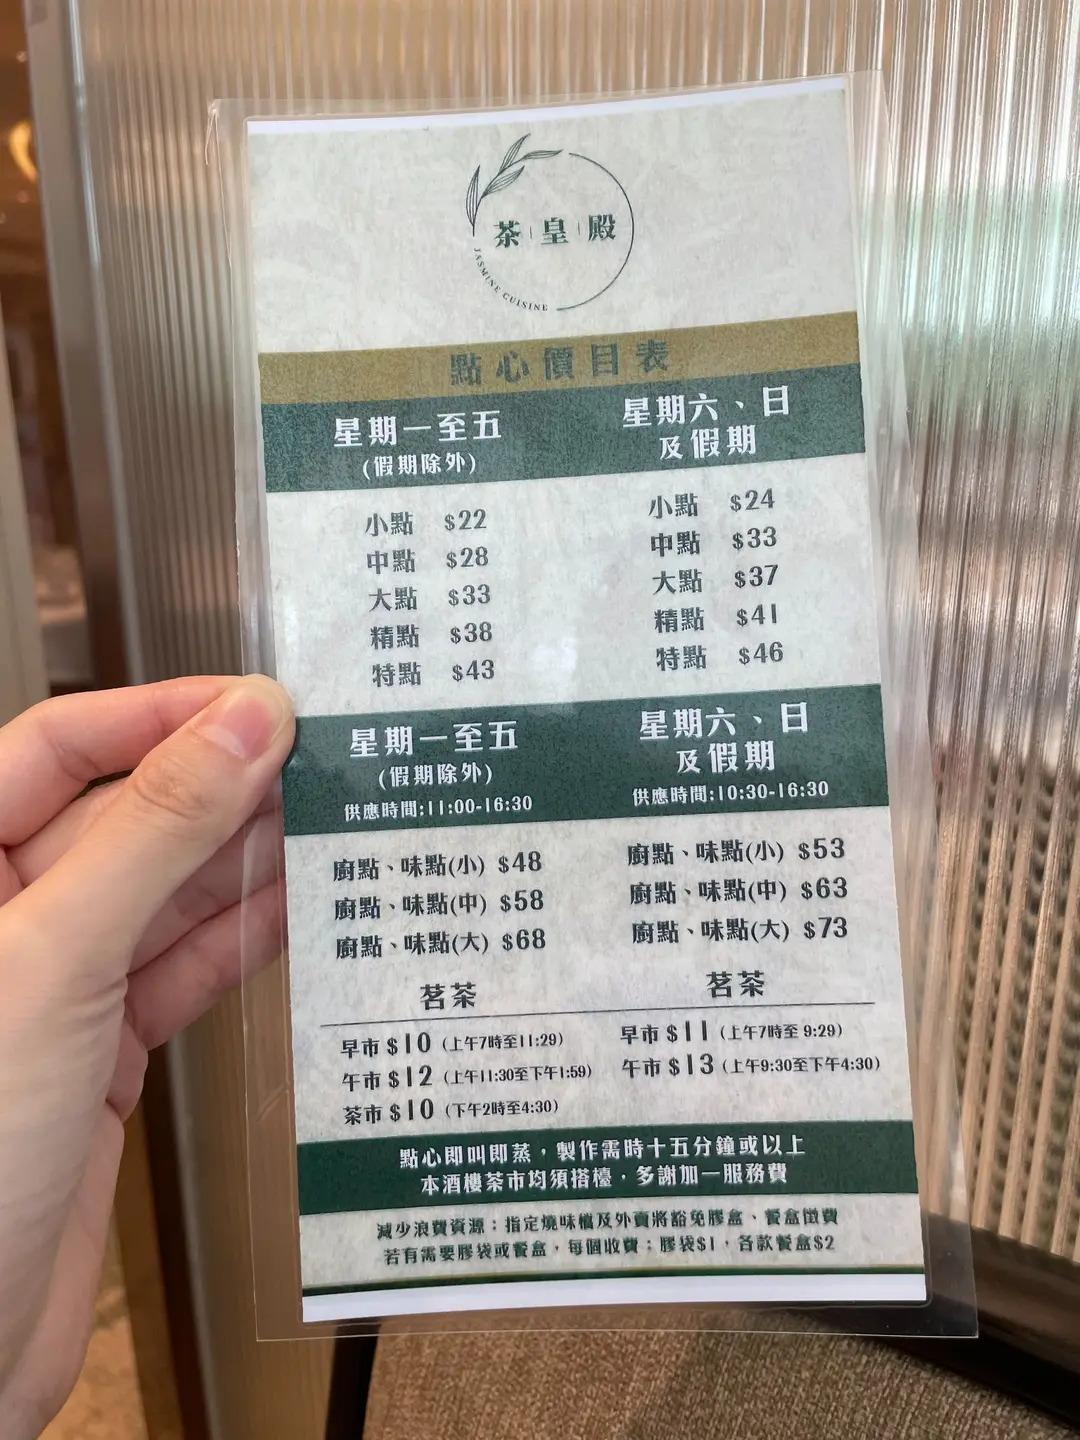 茶皇殿
JASMINE CUISINE
點心價目表
星期一至五
(假期除外)
小點 $22
中點 $28
大點 $33
精點 $38
特點 $43
星期六、日
及假期
小點 $24
中點 $33
大點 $37
精點 $41
特點 $46
星期一至五
(假期除外)
供應時間:11:00-16:30
廚點、味點(小) $48
廚點、味點(中) $58
廚點、味點(大) $68
茗茶
早市 $10 (上午7時至11:29)
午市 $12 (上午11:30至下午1:59)
茶市 $10 (下午2時至4:30)
星期六、日
及假期
供應時間:10:30-16:30
廚點、味點(小) $53
廚點、味點(中) $63
廚點、味點(大) $73
茗茶
早市 $11 (上午7時至 9:29)
午市 $13 (上午9:30至下午4:30)
點心即叫即蒸，製作需時十五分鐘或以上
本酒樓茶市均須搭檯，多謝加一服務費
減少浪費資源：指定燒味檔及外賣將豁免膠盒、餐盒徵費
若有需要膠袋或餐盒，每個收費：膠袋$1，各款餐盒$2